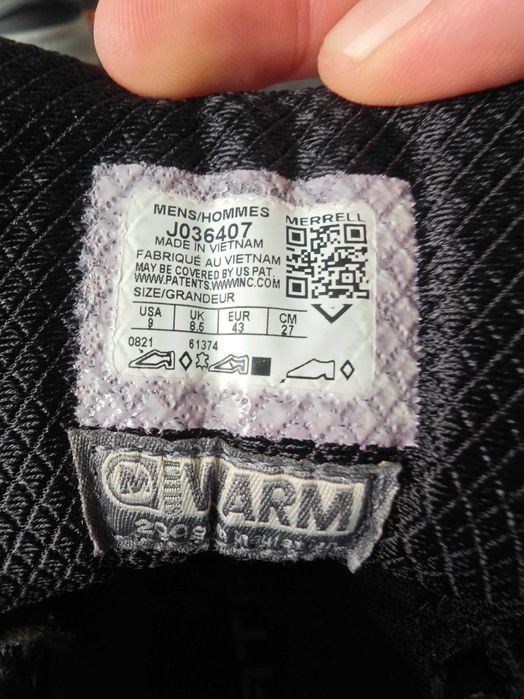 MENS/HOMMES MERRELL
J036407
MADE IN VIETNAM
FABRIQUÉ AU VIETNAM
MAY BE COVERED BY US PAT.
WWW.PATENTS.WWWINC.COM
SIZE/GRANDEUR
USA UK EUR CM
9 8.5 43 27
0821 61374
M WARM